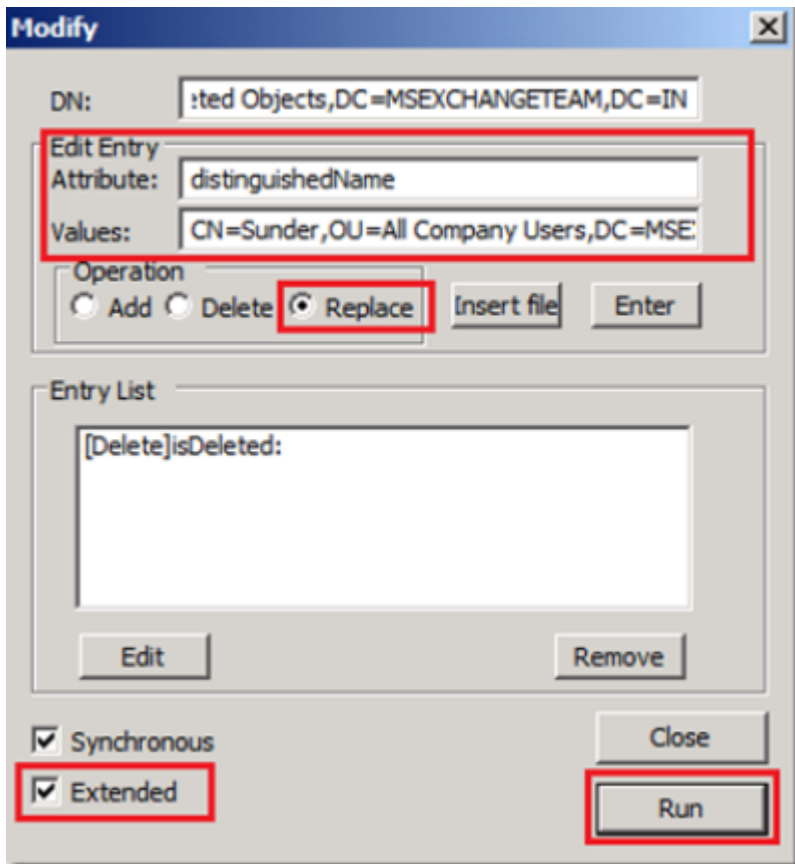 Modify
DN: :ted Objects,DC=MSEXCHANGETEAM,DC=IN
Edit Entry
Attribute: distinguishedName
Values: CN=Sunder,OU=All Company Users,DC=MSE
Operation
Add Delete Replace Insert file Enter
Entry List
[Delete]isDeleted:
Edit Remove
Synchronous Close
Extended Run